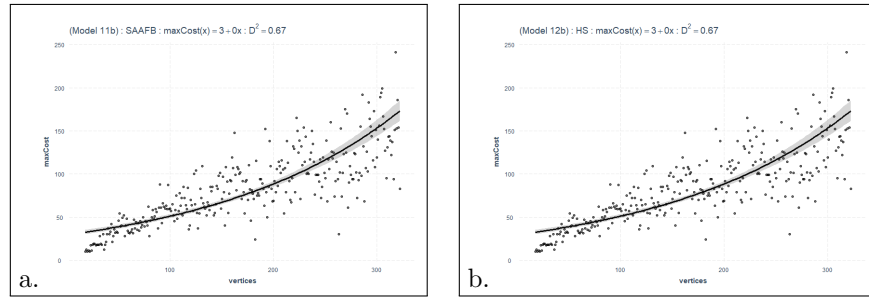 (Model 11b) : SAAFB : maxCost(x) = 3 + 0x : D² = 0.67
250
200
150
100
50
0
maxCost
100
200
300
vertices
a.
(Model 12b) : HS : maxCost(x) = 3 + 0x : D² = 0.67
250
200
150
100
50
0
maxCost
100
200
300
vertices
b.